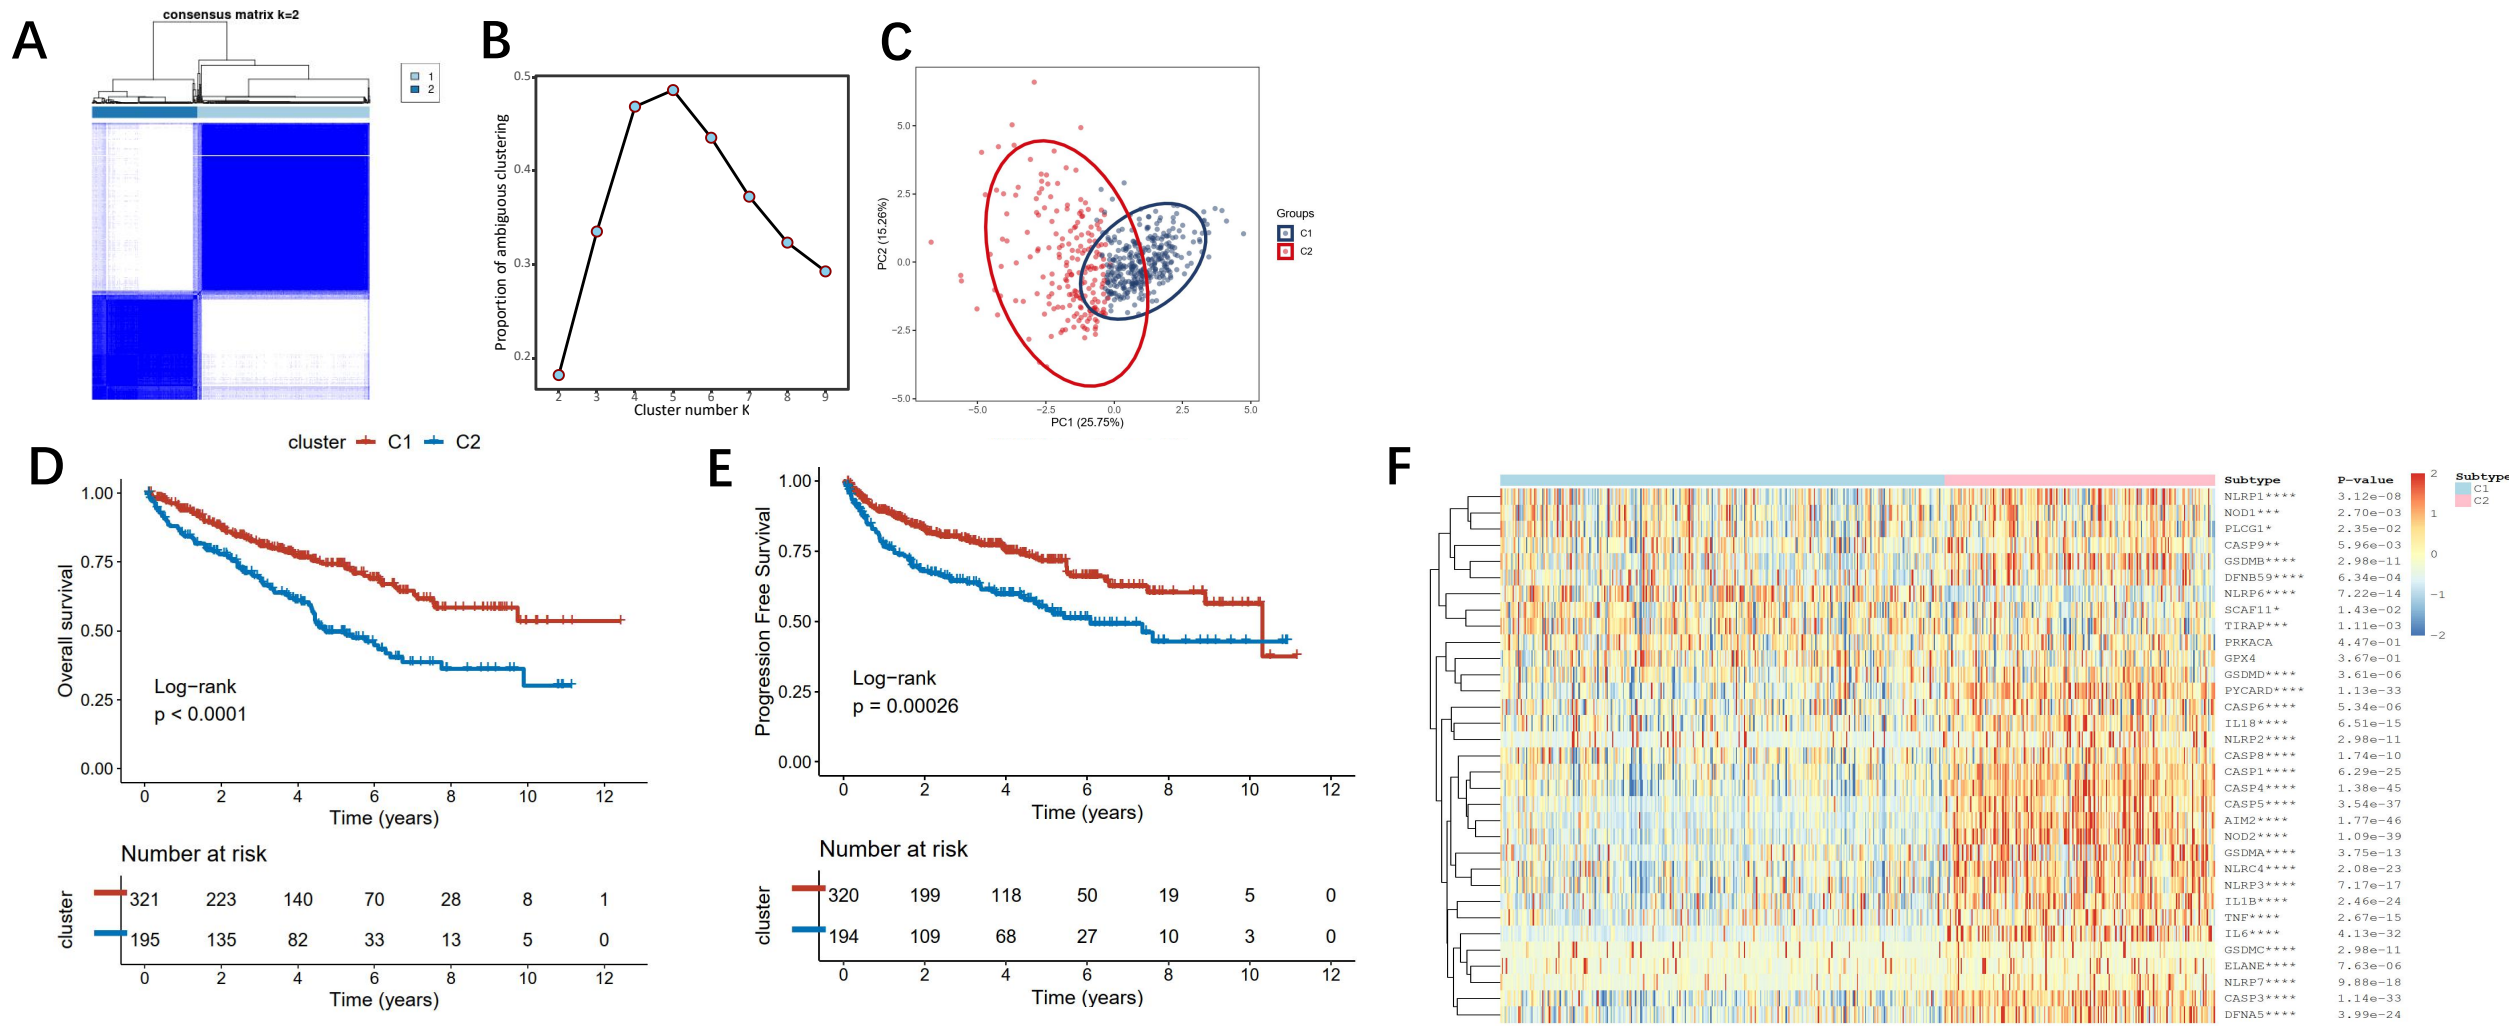 A
consensus matrix k=2
1
2
B
Proportion of ambiguous clustering
0.5
0.4
0.3
0.2
2 3 4 5 6 7 8 9
Cluster number K
C
PC2 (15.26%)
5.0
2.5
0.0
−2.5
−5.0
−5.0 −2.5 0.0 2.5 5.0
PC1 (25.75%)
Groups
C1
C2
D
cluster C1 C2
Overall survival
1.00
0.75
0.50
0.25
0.00
Log−rank
p < 0.0001
0 2 4 6 8 10 12
Time (years)
Number at risk
cluster
321 223 140 70 28 8 1
195 135 82 33 13 5 0
0 2 4 6 8 10 12
Time (years)
E
Progression Free Survival
1.00
0.75
0.50
0.25
0.00
Log−rank
p = 0.00026
0 2 4 6 8 10 12
Time (years)
Number at risk
cluster
320 199 118 50 19 5 0
194 109 68 27 10 3 0
0 2 4 6 8 10 12
Time (years)
F
Subtype P−value
NLRP1**** 3.12e−08
NOD1*** 2.70e−03
PLCG1* 2.35e−02
CASP9** 5.96e−03
GSDMB**** 2.98e−11
DFNB59**** 6.34e−04
NLRP6**** 7.22e−14
SCAF11* 1.43e−02
TIRAP*** 1.11e−03
PRKACA 4.47e−01
GPX4 3.67e−01
GSDMD**** 3.61e−06
PYCARD**** 1.13e−33
CASP6**** 5.34e−06
IL18**** 6.51e−15
NLRP2**** 2.98e−11
CASP8**** 1.74e−10
CASP1**** 6.29e−25
CASP4**** 1.38e−45
CASP5**** 3.54e−37
AIM2**** 1.77e−46
NOD2**** 1.09e−39
GSDMA**** 3.75e−13
NLRC4**** 2.08e−23
NLRP3**** 7.17e−17
IL1B**** 2.46e−24
TNF**** 2.67e−15
IL6**** 4.13e−32
GSDMC**** 2.98e−11
ELANE**** 7.63e−06
NLRP7**** 9.88e−18
CASP3**** 1.14e−33
DFNA5**** 3.99e−24
2
1
0
−1
−2
Subtype
C1
C2